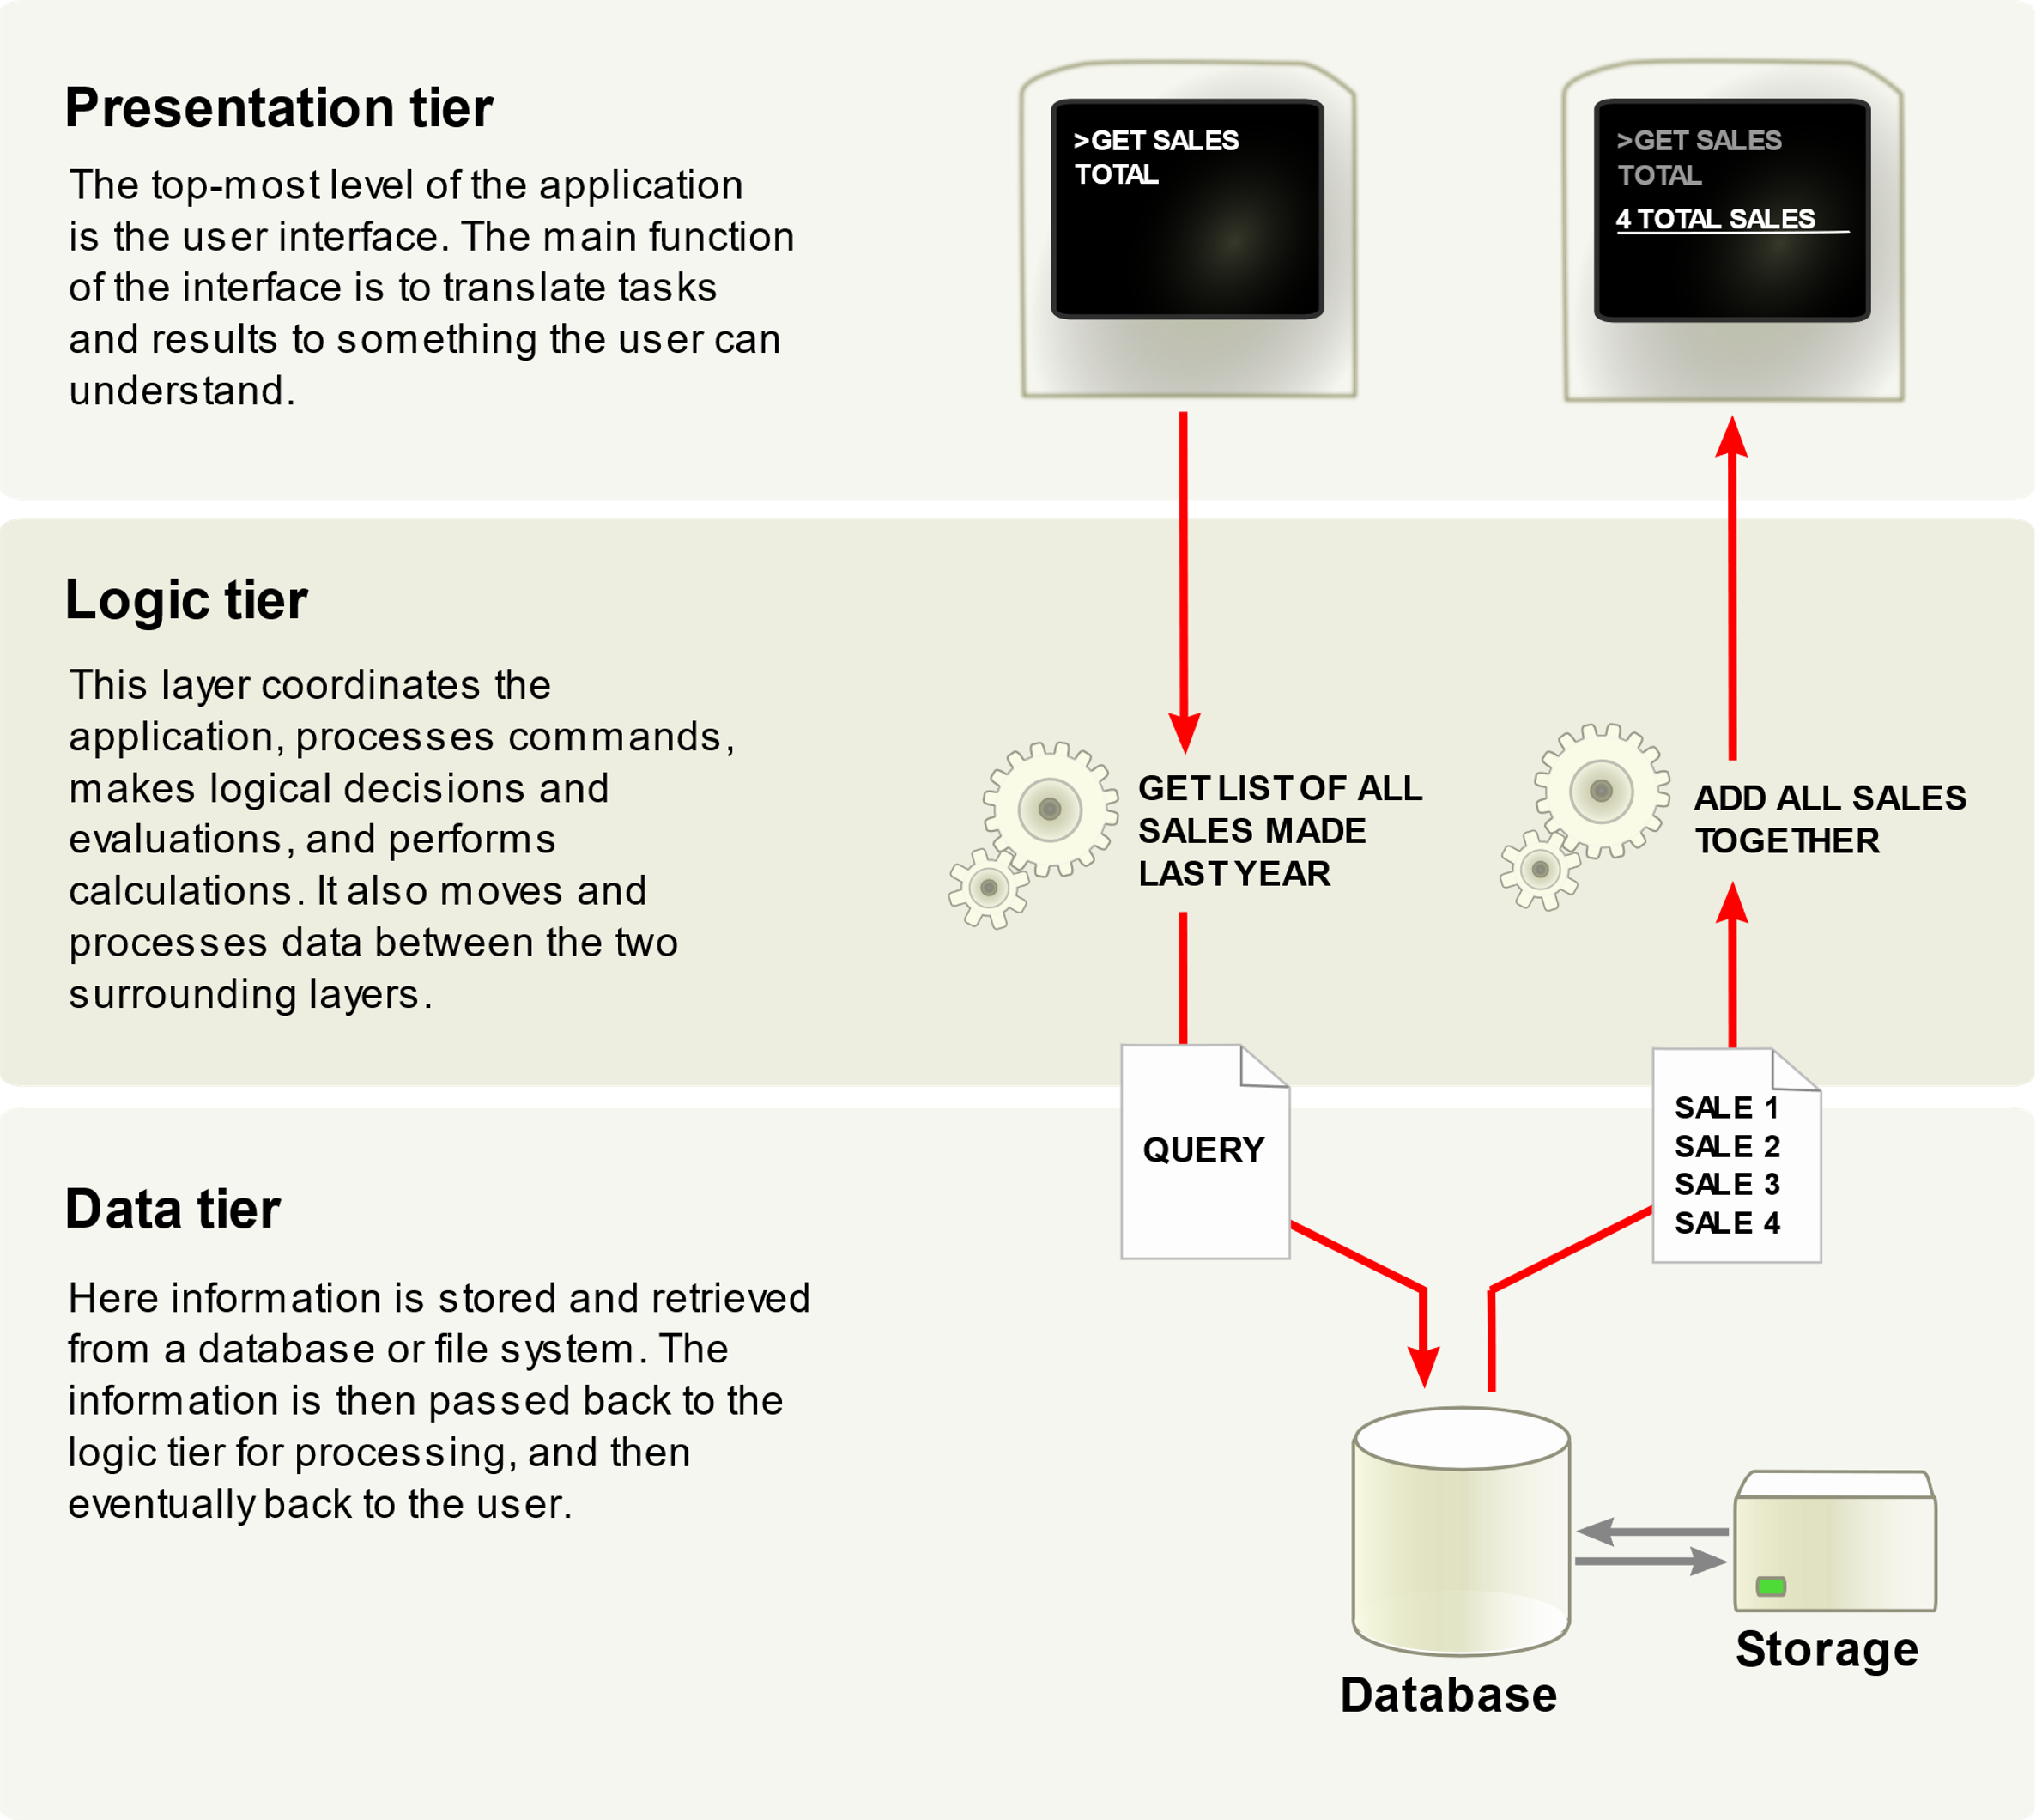 Presentation tier
The top-most level of the application
is the user interface. The main function
of the interface is to translate tasks
and results to something the user can
understand.
>GET SALES
TOTAL
>GET SALES
TOTAL
4 TOTAL SALES
Logic tier
This layer coordinates the
application, processes commands,
makes logical decisions and
evaluations, and performs
calculations. It also moves and
processes data between the two
surrounding layers.
GET LIST OF ALL
SALES MADE
LAST YEAR
ADD ALL SALES
TOGETHER
QUERY
SALE 1
SALE 2
SALE 3
SALE 4
Data tier
Here information is stored and retrieved
from a database or file system. The
information is then passed back to the
logic tier for processing, and then
eventually back to the user.
Database
Storage